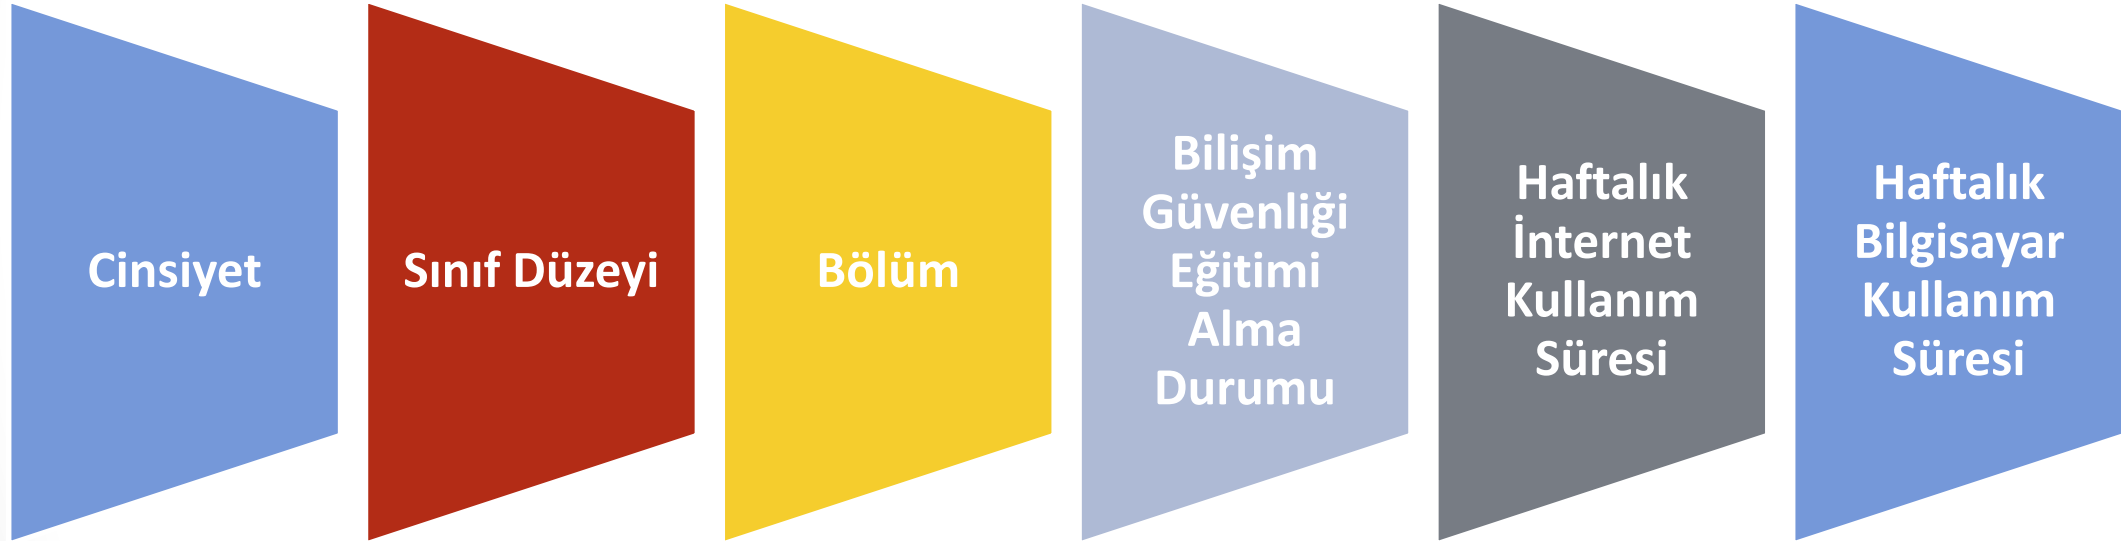 Cinsiyet
Sınıf Düzeyi
Bölüm
Bilişim
Güvenliği
Eğitimi
Alma
Durumu
Haftalık
İnternet
Kullanım
Süresi
Haftalık
Bilgisayar
Kullanım
Süresi